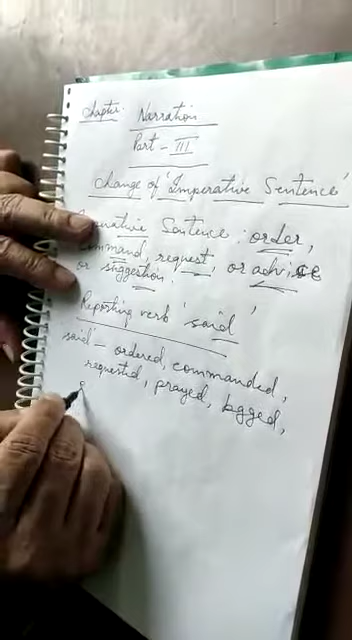 Chapter: Narration
Part - III
Change of 'Imperative Sentence'
Sentence: order,
command, request, or advice
or suggestion.
Reporting verb 'said'
said - ordered, commanded,
requested, prayed, begged,